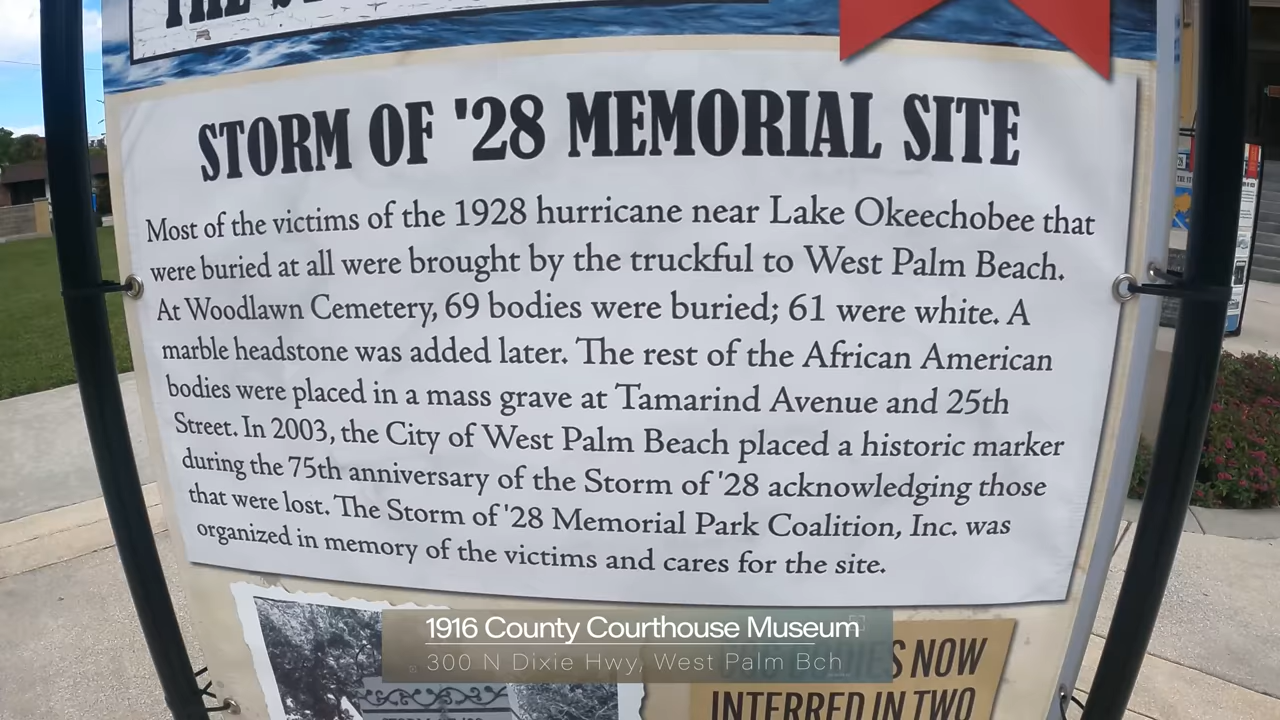 STORM OF '28 MEMORIAL SITE
Most of the victims of the 1928 hurricane near Lake Okeechobee that
were buried at all were brought by the truckful to West Palm Beach.
At Woodlawn Cemetery, 69 bodies were buried; 61 were white. A
marble headstone was added later. The rest of the African American
bodies were placed in a mass grave at Tamarind Avenue and 25th
Street. In 2003, the City of West Palm Beach placed a historic marker
during the 75th anniversary of the Storm of '28 acknowledging those
that were lost. The Storm of '28 Memorial Park Coalition, Inc. was
organized in memory of the victims and cares for the site.
1916 County Courthouse Museum
300 N Dixie Hwy, West Palm Bch
NOW
INTERRED IN TWO